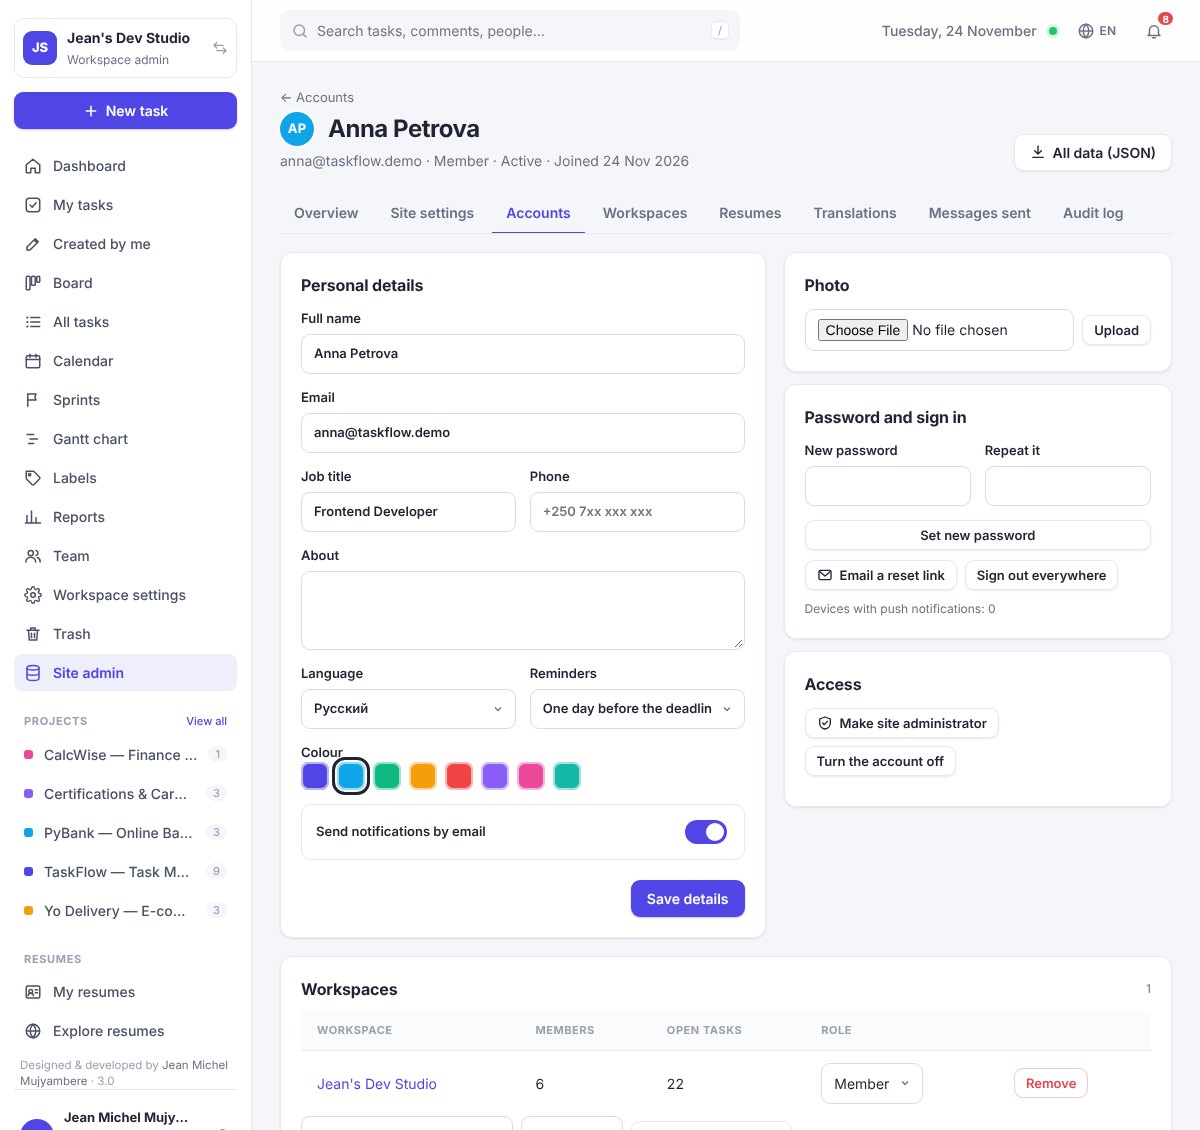 JS
Jean's Dev Studio
Workspace admin
+ New task
Dashboard
My tasks
Created by me
Board
All tasks
Calendar
Sprints
Gantt chart
Labels
Reports
Team
Workspace settings
Trash
Site admin
PROJECTS View all
CalcWise — Finance ... 1
Certifications & Car... 3
PyBank — Online Ba... 3
TaskFlow — Task M... 9
Yo Delivery — E-co... 3
RESUMES
My resumes
Explore resumes
Designed & developed by Jean Michel
Mujyambere · 3.0
Jean Michel Mujy...
Search tasks, comments, people... /
Tuesday, 24 November EN 8
← Accounts
AP Anna Petrova
anna@taskflow.demo · Member · Active · Joined 24 Nov 2026
All data (JSON)
Overview Site settings Accounts Workspaces Resumes Translations Messages sent Audit log
Personal details
Full name
Anna Petrova
Email
anna@taskflow.demo
Job title Phone
Frontend Developer +250 7xx xxx xxx
About
Language Reminders
Русский One day before the deadlin
Colour
Send notifications by email
Save details
Photo
Choose File No file chosen Upload
Password and sign in
New password Repeat it
Set new password
Email a reset link Sign out everywhere
Devices with push notifications: 0
Access
Make site administrator
Turn the account off
Workspaces 1
WORKSPACE MEMBERS OPEN TASKS ROLE
Jean's Dev Studio 6 22 Member Remove